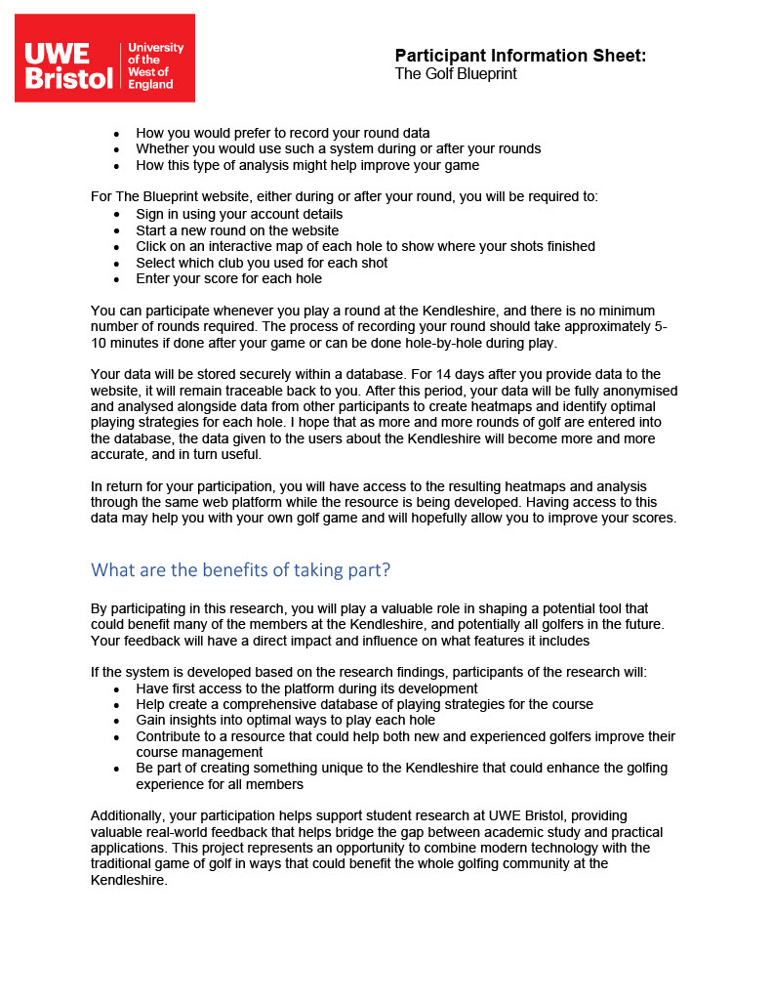 UWE
Bristol
University
of the
West of
England
Participant Information Sheet:
The Golf Blueprint
• How you would prefer to record your round data
• Whether you would use such a system during or after your rounds
• How this type of analysis might help improve your game
For The Blueprint website, either during or after your round, you will be required to:
• Sign in using your account details
• Start a new round on the website
• Click on an interactive map of each hole to show where your shots finished
• Select which club you used for each shot
• Enter your score for each hole
You can participate whenever you play a round at the Kendleshire, and there is no minimum
number of rounds required. The process of recording your round should take approximately 5-
10 minutes if done after your game or can be done hole-by-hole during play.
Your data will be stored securely within a database. For 14 days after you provide data to the
website, it will remain traceable back to you. After this period, your data will be fully anonymised
and analysed alongside data from other participants to create heatmaps and identify optimal
playing strategies for each hole. I hope that as more and more rounds of golf are entered into
the database, the data given to the users about the Kendleshire will become more and more
accurate, and in turn useful.
In return for your participation, you will have access to the resulting heatmaps and analysis
through the same web platform while the resource is being developed. Having access to this
data may help you with your own golf game and will hopefully allow you to improve your scores.
What are the benefits of taking part?
By participating in this research, you will play a valuable role in shaping a potential tool that
could benefit many of the members at the Kendleshire, and potentially all golfers in the future.
Your feedback will have a direct impact and influence on what features it includes
If the system is developed based on the research findings, participants of the research will:
• Have first access to the platform during its development
• Help create a comprehensive database of playing strategies for the course
• Gain insights into optimal ways to play each hole
• Contribute to a resource that could help both new and experienced golfers improve their
course management
• Be part of creating something unique to the Kendleshire that could enhance the golfing
experience for all members
Additionally, your participation helps support student research at UWE Bristol, providing
valuable real-world feedback that helps bridge the gap between academic study and practical
applications. This project represents an opportunity to combine modern technology with the
traditional game of golf in ways that could benefit the whole golfing community at the
Kendleshire.